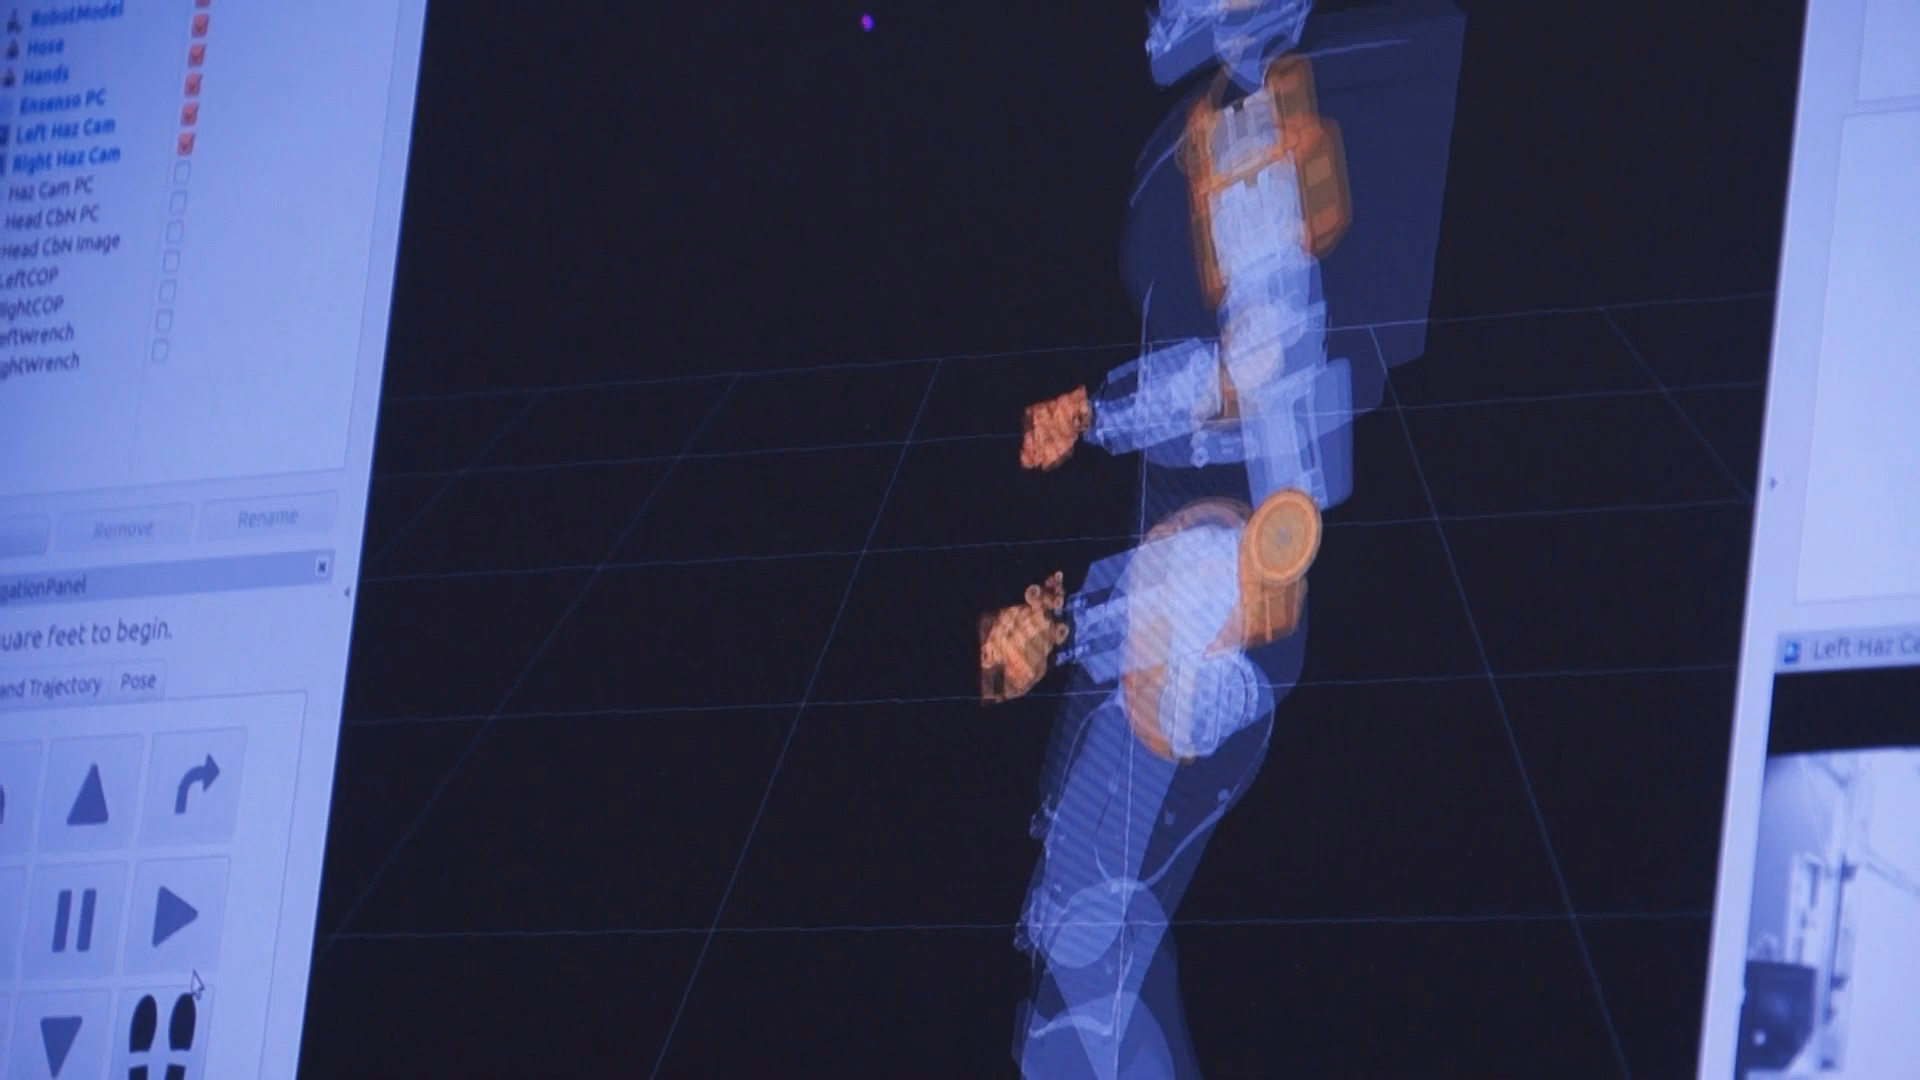 RobotModel
Hose
Hands
Ensenso PC
Left Haz Cam
Right Haz Cam
Haz Cam PC
Head CbN PC
Head CbN Image
LeftCOP
RightCOP
eftWrench
ghtWrench
Remove
Rename
gationPanel
uare feet to begin.
and Trajectory
Pose
Left Haz Ca